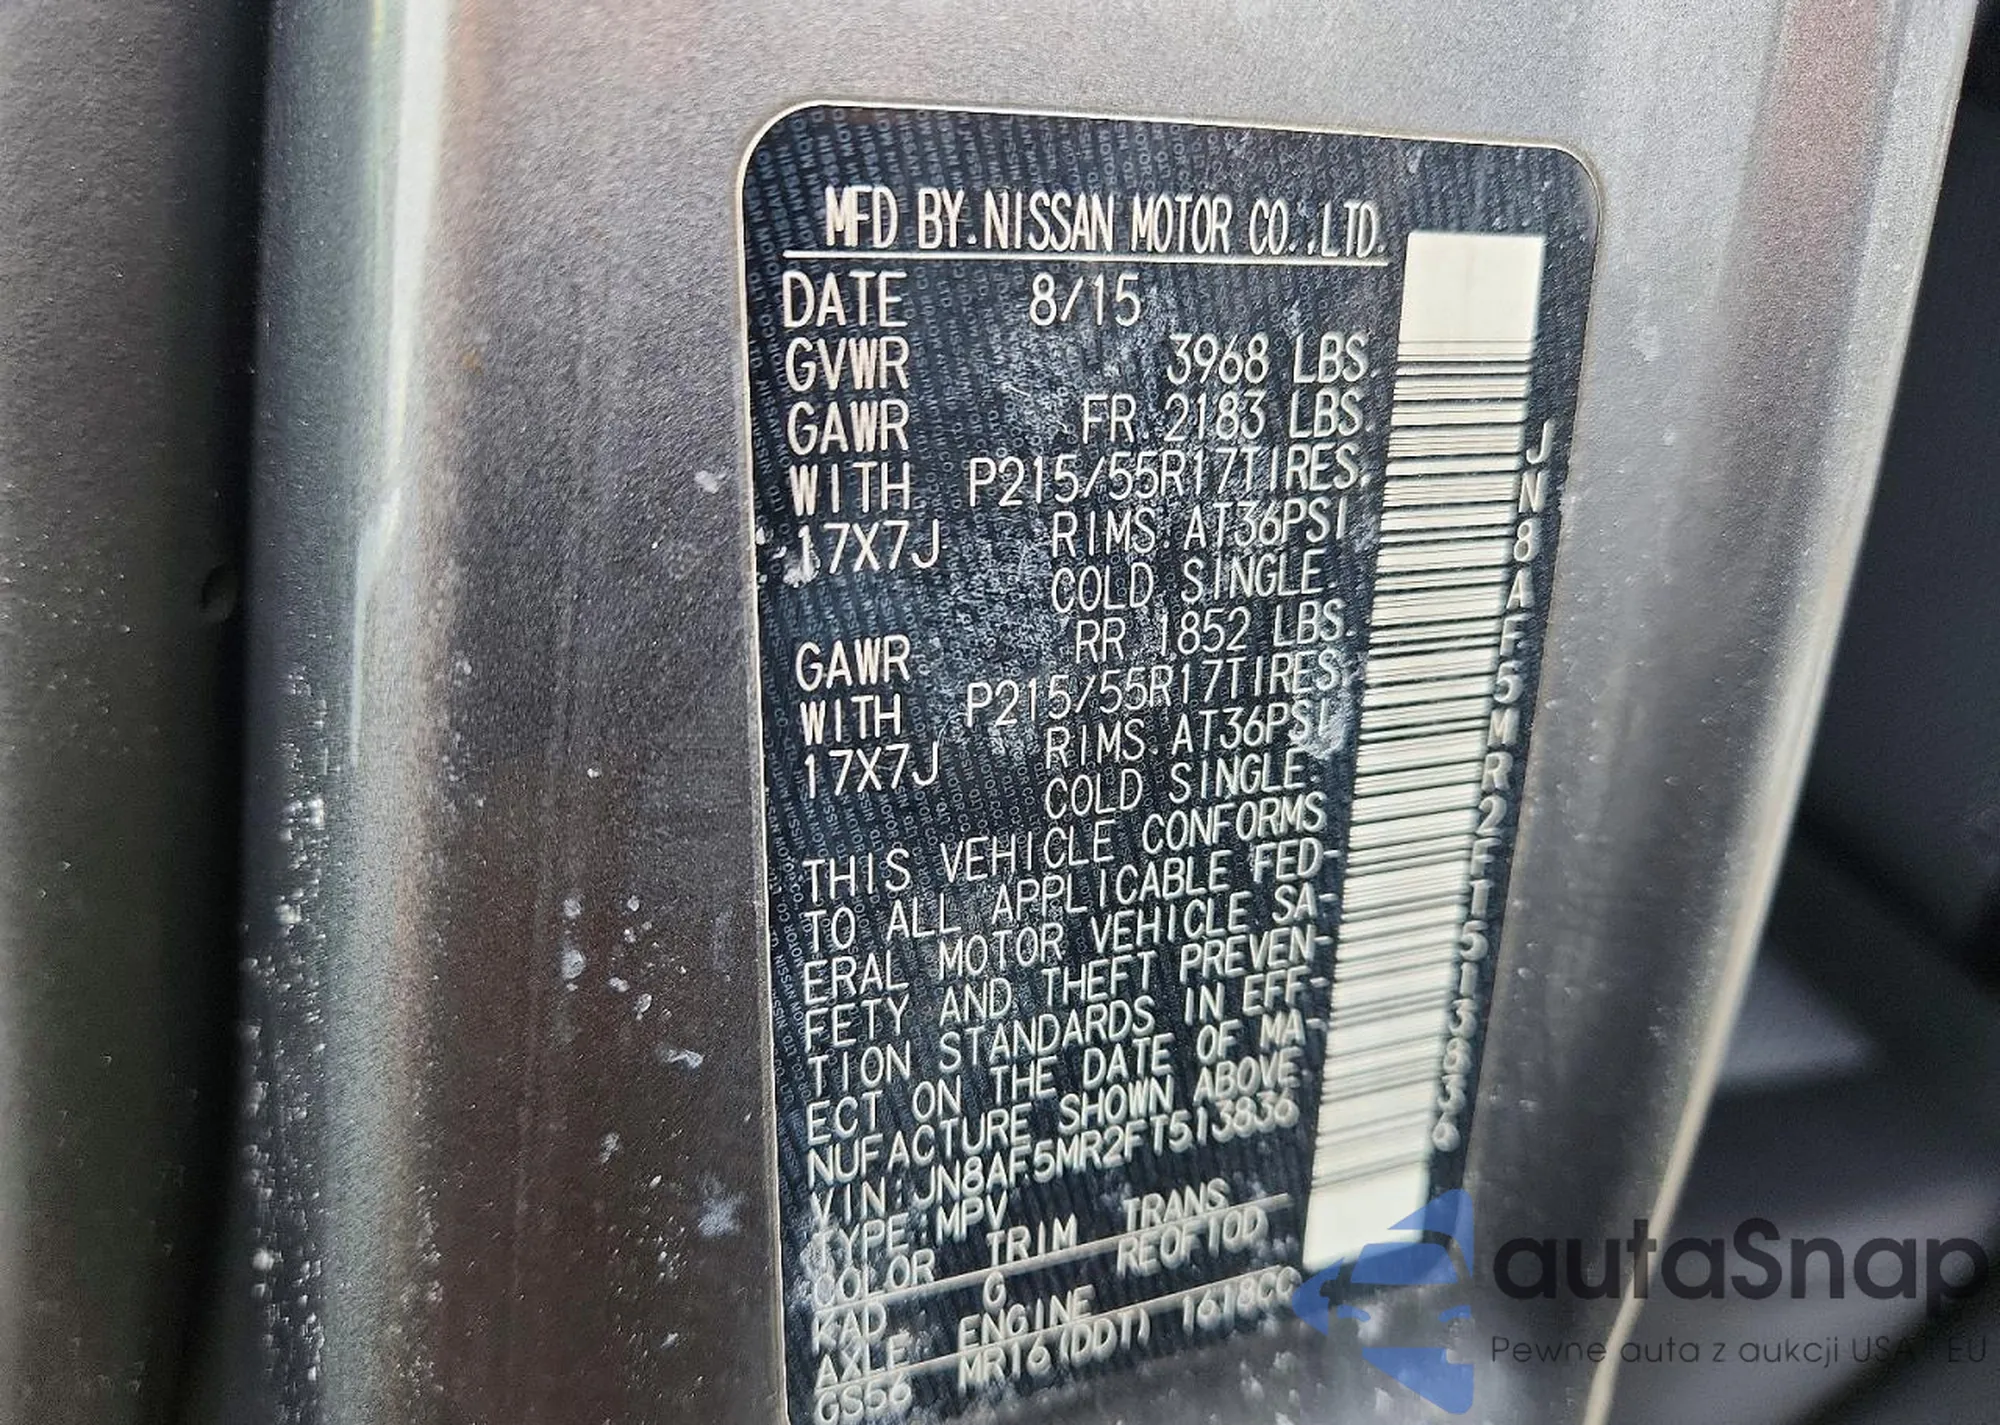 MFD BY.NISSAN MOTOR CO.,LTD.
DATE 8/15
GVWR 3968 LBS.
GAWR FR.2183 LBS.
WITH P215/55R17TIRES.
17X7J RIMS.AT36PSI
COLD SINGLE.
GAWR RR 1852 LBS.
WITH P215/55R17TIRES.
17X7J RIMS.AT36PSI
COLD SINGLE.
THIS VEHICLE CONFORMS
TO ALL APPLICABLE FED-
ERAL MOTOR VEHICLE SA-
FETY AND THEFT PREVEN-
TION STANDARDS IN EFF-
ECT ON THE DATE OF MA-
NUFACTURE SHOWN ABOVE
VIN:JN8AF5MR2FT513836
TYPE:MPV
COLOR TRIM TRANS
KAD G RE0F10D
AXLE ENGINE
GS56 MR16(DDT) 1618CC
JN8AF5MR2FT513836
autaSnap
Pewne auta z aukcji USA i EU